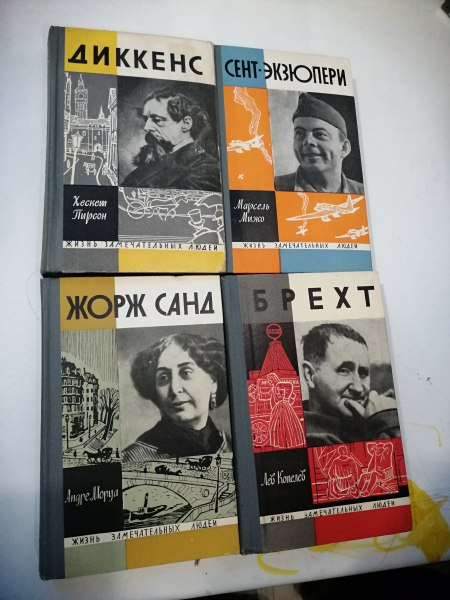 ДИККЕНС
Хескет
Пирсон
ЖИЗНЬ ЗАМЕЧАТЕЛЬНЫХ ЛЮДЕЙ
СЕНТ-ЭКЗЮПЕРИ
Марсель
Мижо
ЖИЗНЬ ЗАМЕЧАТЕЛЬНЫХ ЛЮДЕЙ
ЖОРЖ САНД
Андре Моруа
ЖИЗНЬ ЗАМЕЧАТЕЛЬНЫХ ЛЮДЕЙ
БРЕХТ
Лев Копелев
ЖИЗНЬ ЗАМЕЧАТЕЛЬНЫХ ЛЮДЕЙ